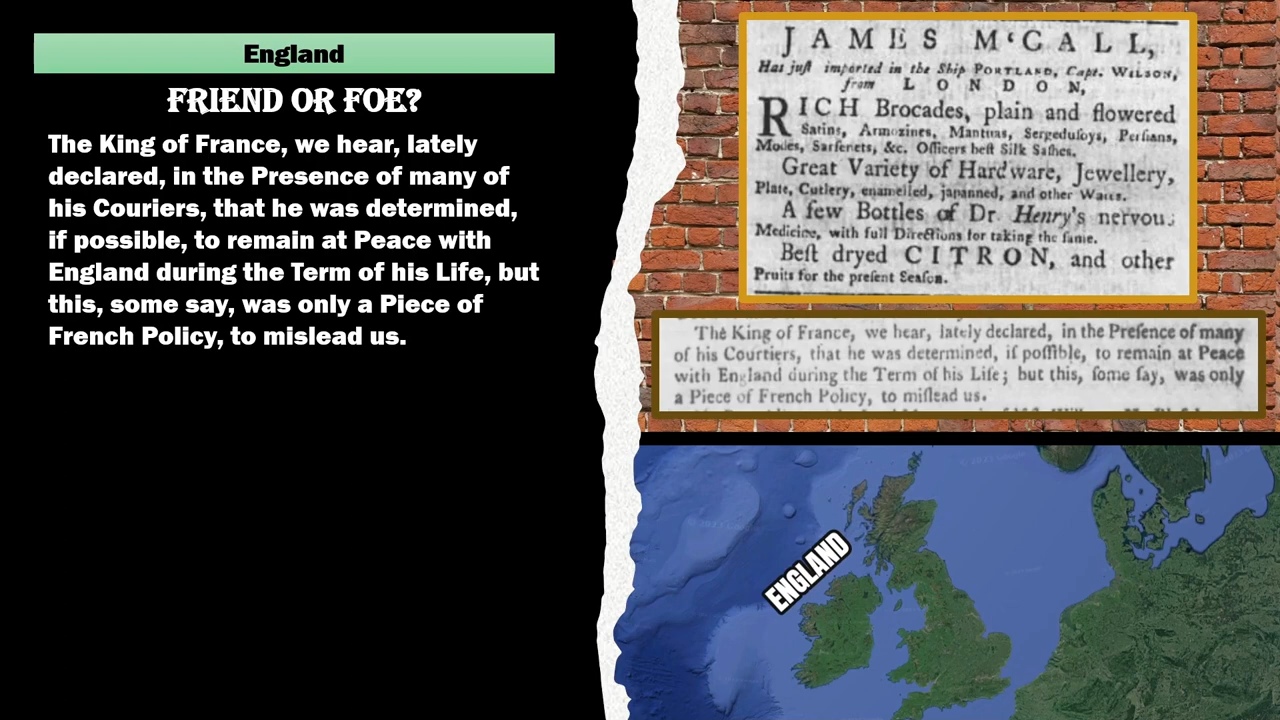 England
FRIEND OR FOE?
The King of France, we hear, lately
declared, in the Presence of many of
his Couriers, that he was determined,
if possible, to remain at Peace with
England during the Term of his Life, but
this, some say, was only a Piece of
French Policy, to mislead us.
JAMES M‘CALL,
Has juſt imported in the Ship PORTLAND, Capt. WILSON,
from LONDON,
RICH Brocades, plain and flowered
Satins, Armozines, Mantuas, Sergeduſoys, Perſians,
Modes, Sarſenets, &c. Officers beſt Silk Saſhes.
Great Variety of Hardware, Jewellery,
Plate, Cutlery, enamelled, japanned, and other Wares.
A few Bottles of Dr. Henry's nervous
Medicine, with full Directions for taking the ſame.
Beſt dryed CITRON, and other
Fruits for the preſent Seaſon.
The King of France, we hear, lately declared, in the Preſence of many
of his Courtiers, that he was determined, if poſſible, to remain at Peace
with England during the Term of his Life; but this, ſome ſay, was only
a Piece of French Policy, to miſlead us.
ENGLAND